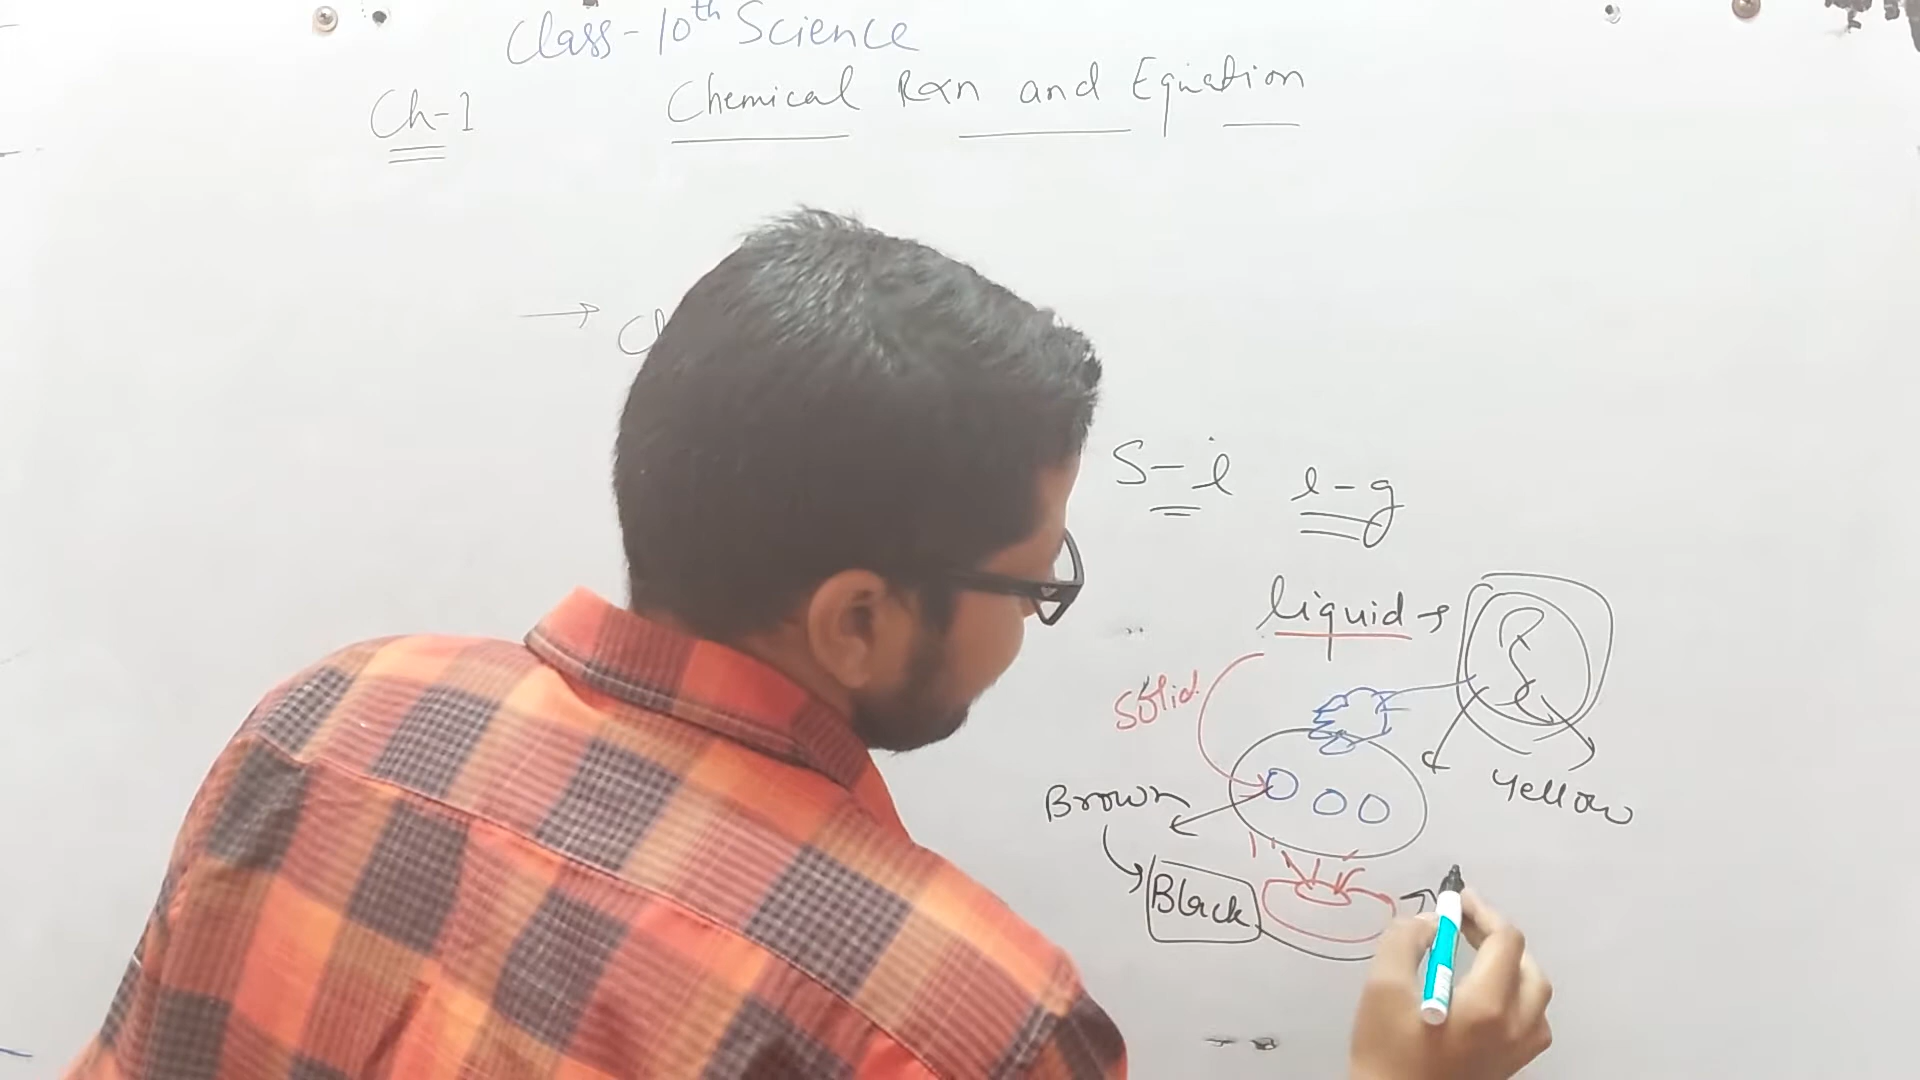 Class-10th Science
Ch-1 Chemical Rxn and Equation
→
S-l l-g
liquid →
Solid
Brown
Yellow
Black